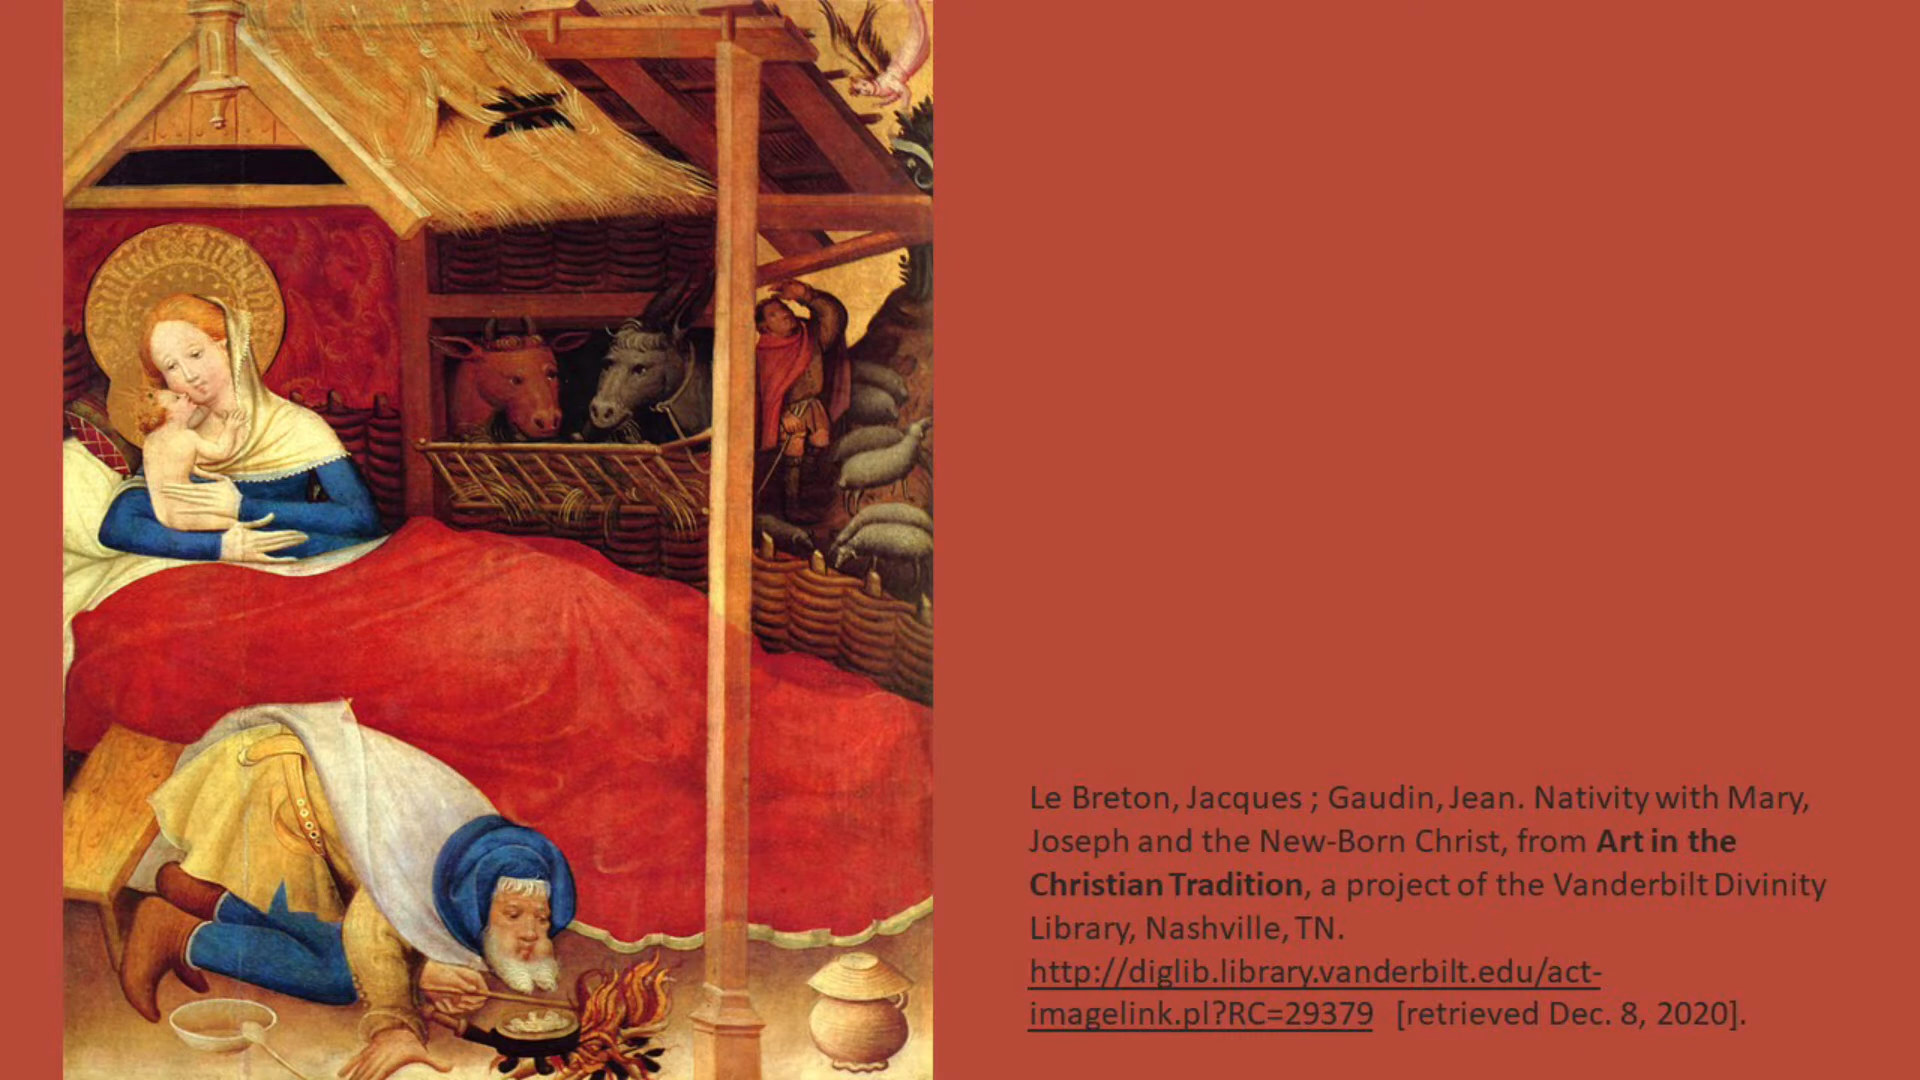 Le Breton, Jacques ; Gaudin, Jean. Nativity with Mary,
Joseph and the New-Born Christ, from Art in the
Christian Tradition, a project of the Vanderbilt Divinity
Library, Nashville, TN.
http://diglib.library.vanderbilt.edu/act-
imagelink.pl?RC=29379 [retrieved Dec. 8, 2020].